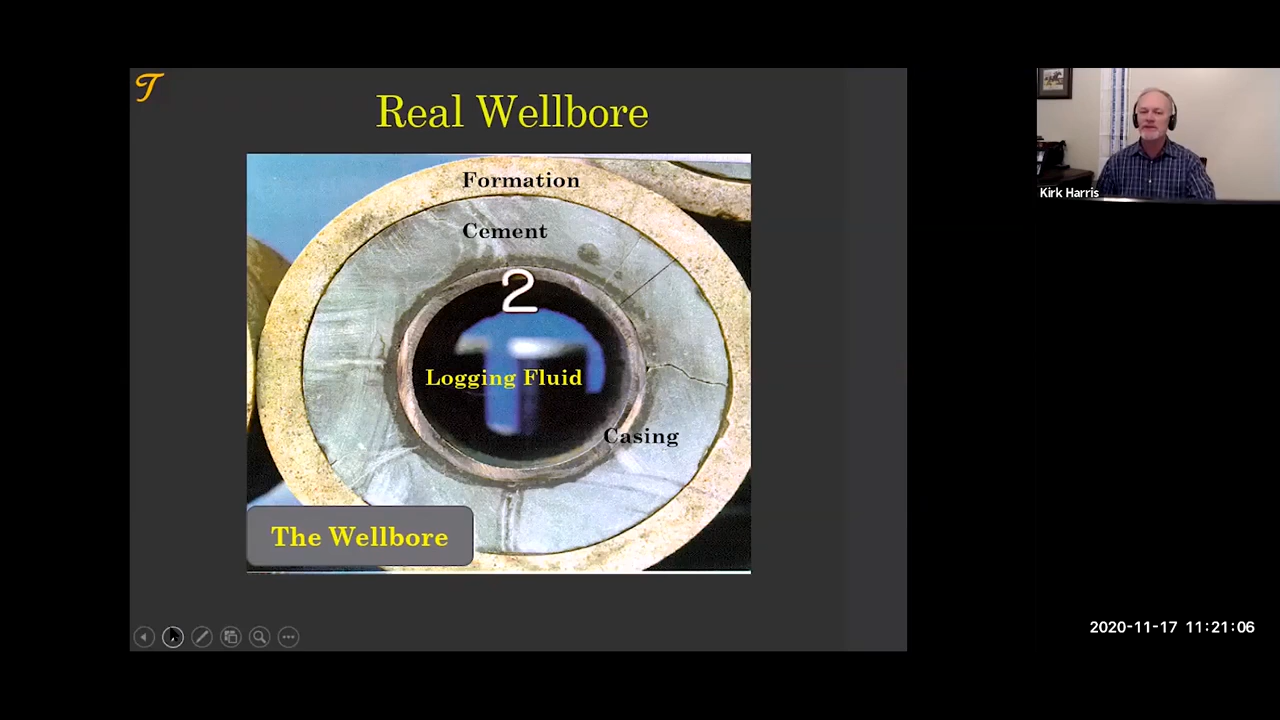 T
Real Wellbore
Formation
Cement
2
Logging Fluid
Casing
The Wellbore
Kirk Harris
2020-11-17 11:21:06